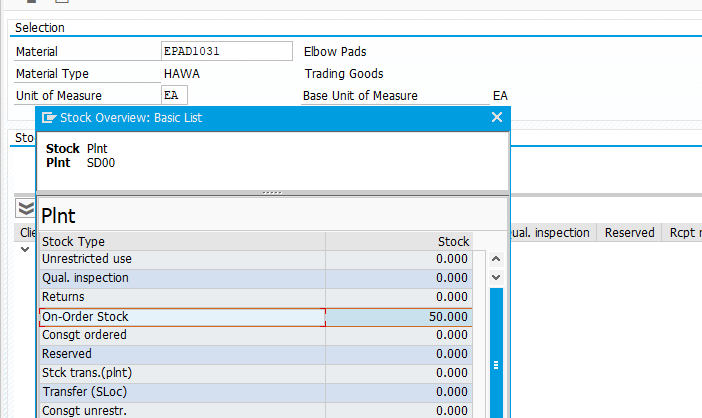 Selection
Material EPAD1031 Elbow Pads
Material Type HAWA Trading Goods
Unit of Measure EA Base Unit of Measure EA
Stock Overview: Basic List
Stock Plnt
Plnt SD00
Plnt
Stock Type Stock
inspection Reserved Rcpt
Unrestricted use 0.000
Qual. inspection 0.000
Returns 0.000
On-Order Stock 50.000
Consgt ordered 0.000
Reserved 0.000
Stck trans.(plnt) 0.000
Transfer (SLoc) 0.000
Consgt unrestr. 0.000